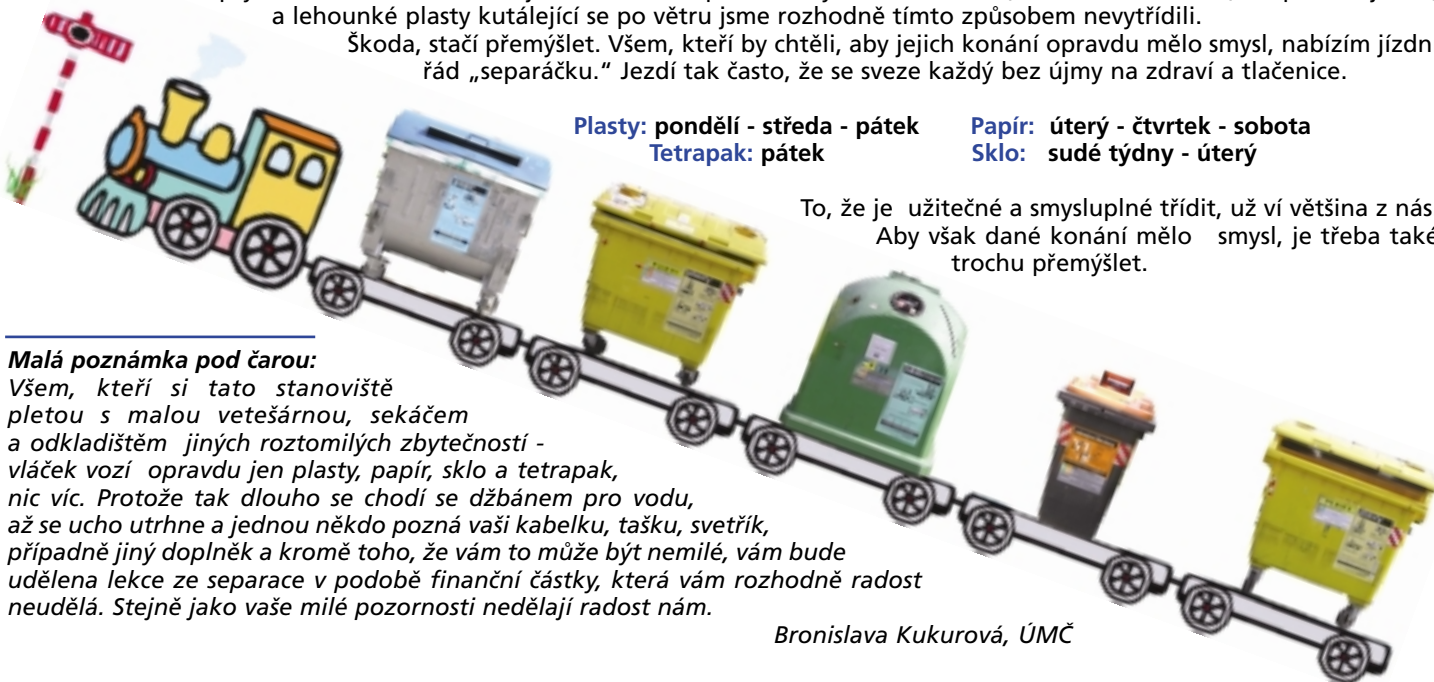 a lehounké plasty kutálející se po větru jsme rozhodně tímto způsobem nevytřídili.
Škoda, stačí přemýšlet. Všem, kteří by chtěli, aby jejich konání opravdu mělo smysl, nabízím jízdn
řád „separáčku.“ Jezdí tak často, že se sveze každý bez újmy na zdraví a tlačenice.
Plasty: pondělí - středa - pátek Papír: úterý - čtvrtek - sobota
Tetrapak: pátek Sklo: sudé týdny - úterý
To, že je užitečné a smysluplné třídit, už ví většina z nás
Aby však dané konání mělo smysl, je třeba také
trochu přemýšlet.
Malá poznámka pod čarou:
Všem, kteří si tato stanoviště
pletou s malou vetešárnou, sekáčem
a odkladištěm jiných roztomilých zbytečností -
vláček vozí opravdu jen plasty, papír, sklo a tetrapak,
nic víc. Protože tak dlouho se chodí se džbánem pro vodu,
až se ucho utrhne a jednou někdo pozná vaši kabelku, tašku, svetřík,
případně jiný doplněk a kromě toho, že vám to může být nemilé, vám bude
udělena lekce ze separace v podobě finanční částky, která vám rozhodně radost
neudělá. Stejně jako vaše milé pozornosti nedělají radost nám.
Bronislava Kukurová, ÚMČ